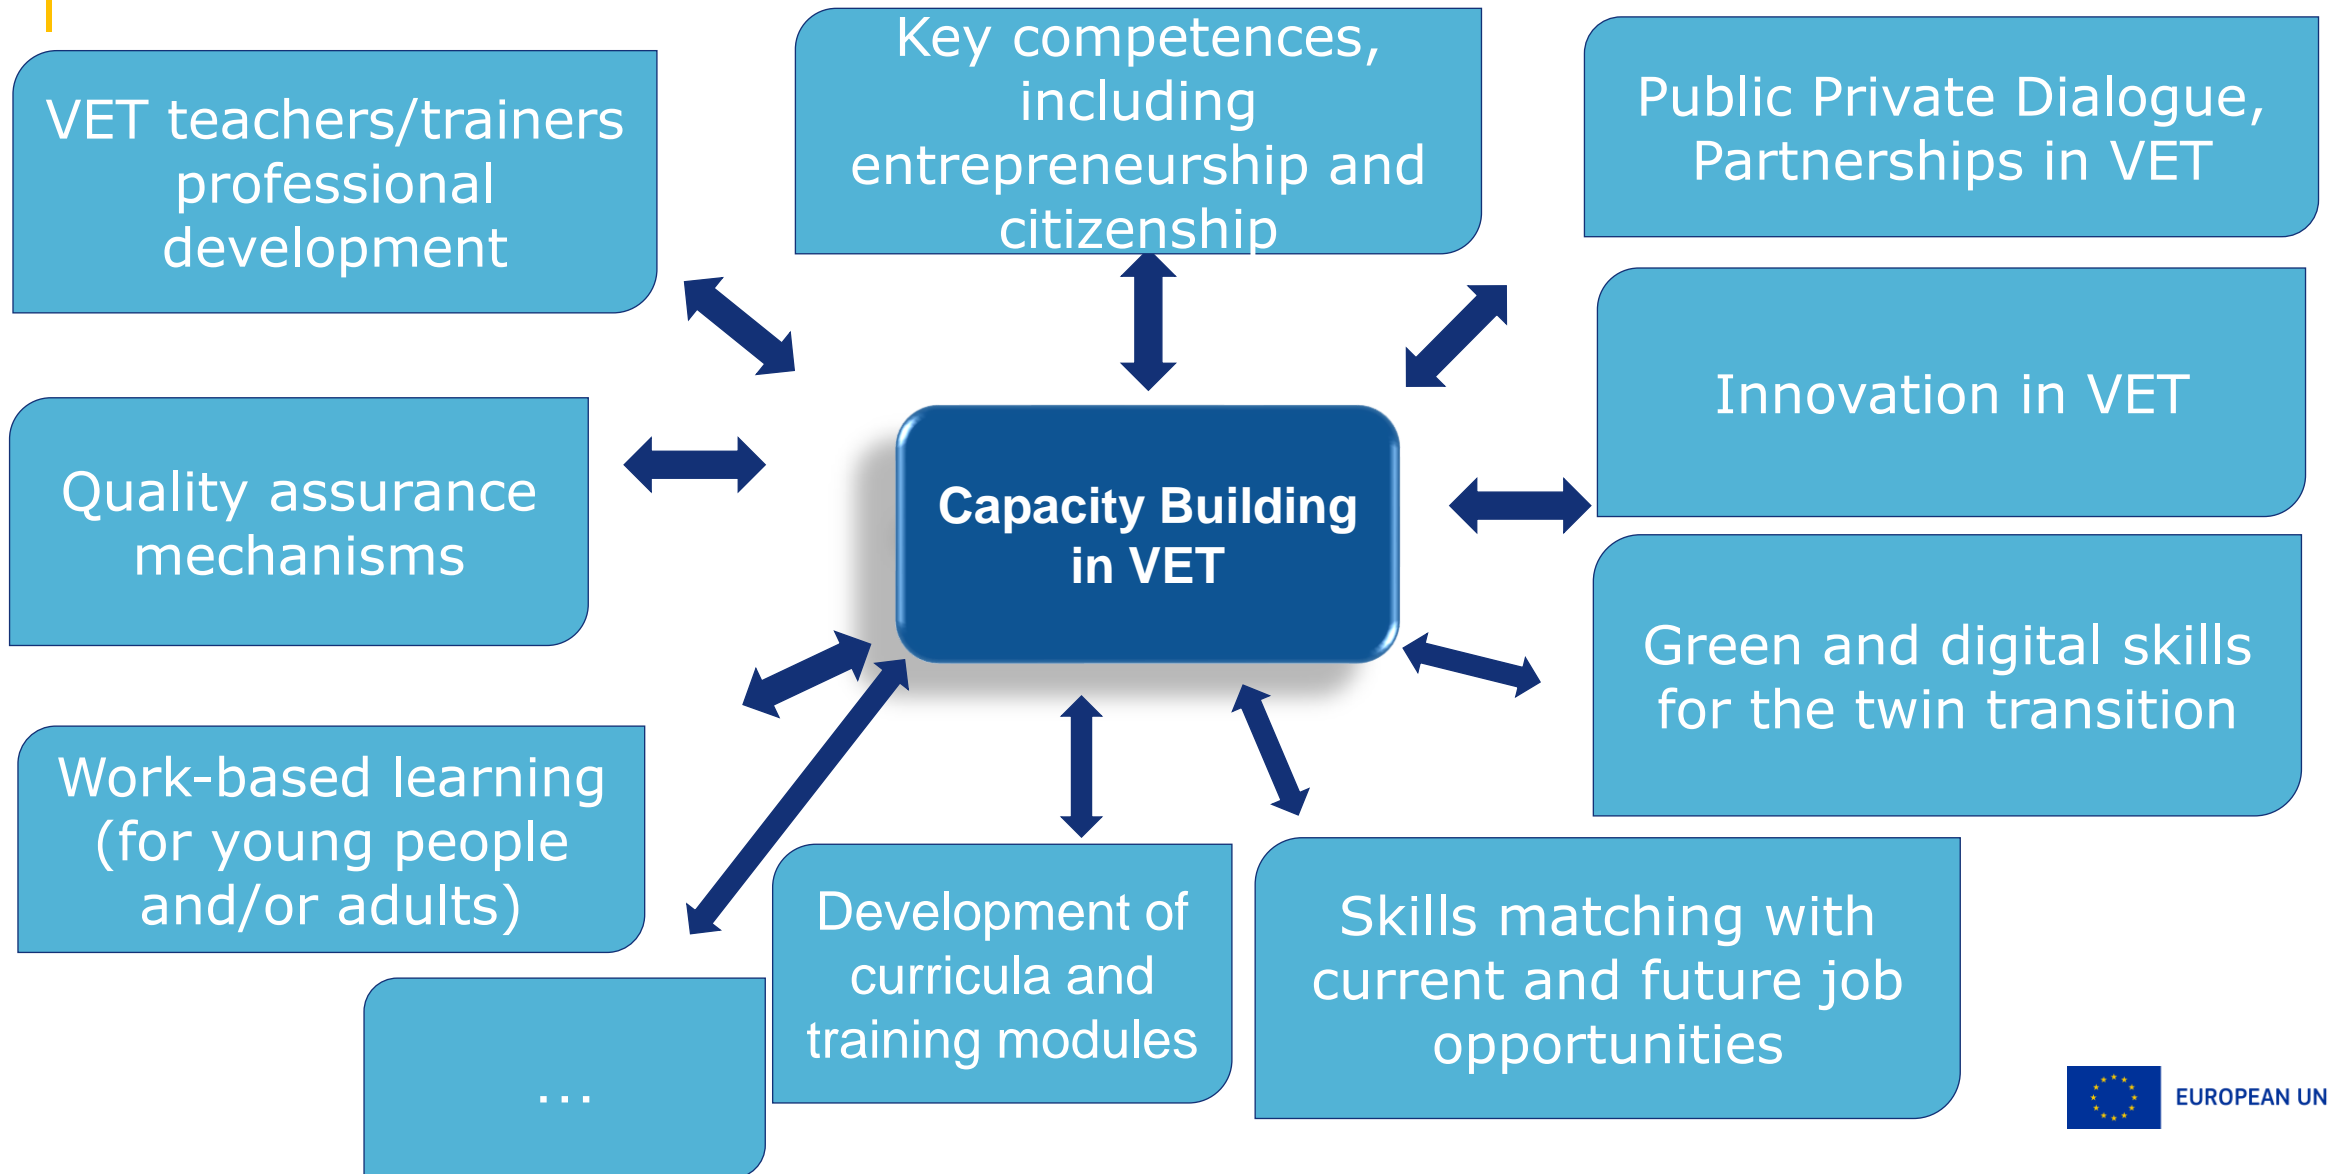 VET teachers/trainers
professional
development
Key competences,
including
entrepreneurship and
citizenship
Public Private Dialogue,
Partnerships in VET
Innovation in VET
Quality assurance
mechanisms
Capacity Building
in VET
Green and digital skills
for the twin transition
Work-based learning
(for young people
and/or adults)
Development of
curricula and
training modules
Skills matching with
current and future job
opportunities
...
EUROPEAN UN